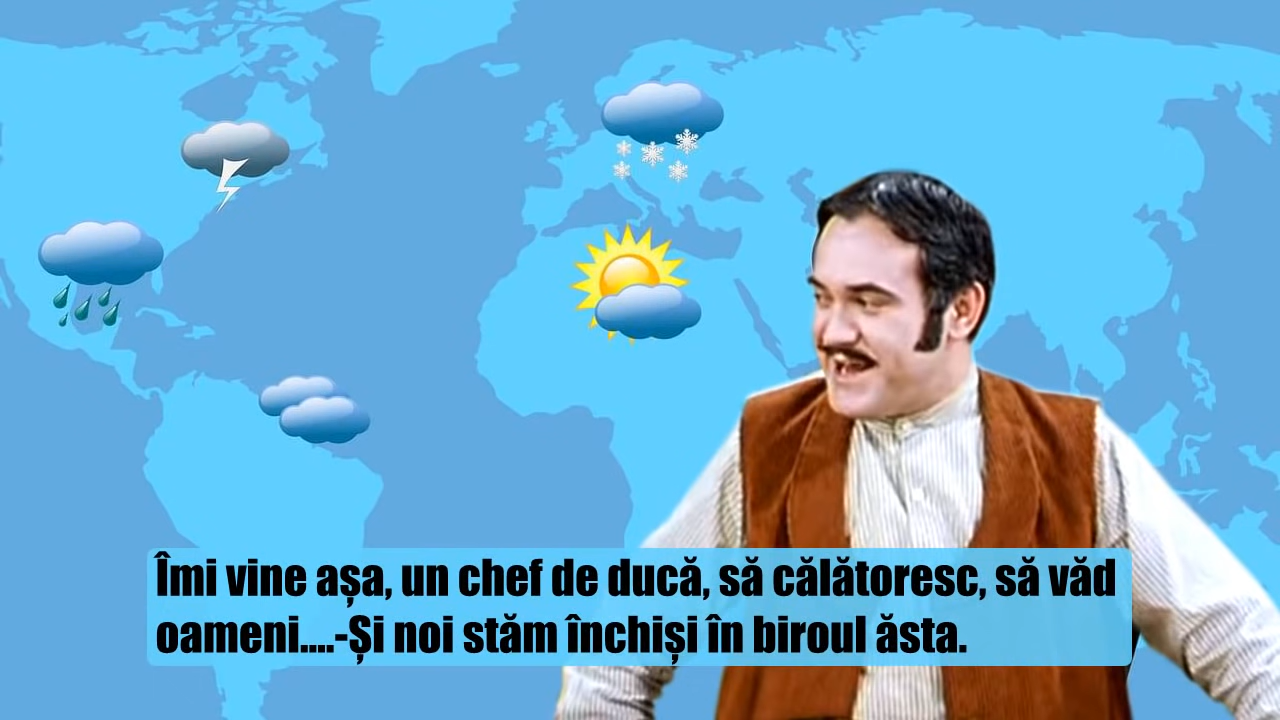 Îmi vine așa, un chef de ducă, să călătoresc, să văd
oameni....-Și noi stăm închiși în biroul ăsta.